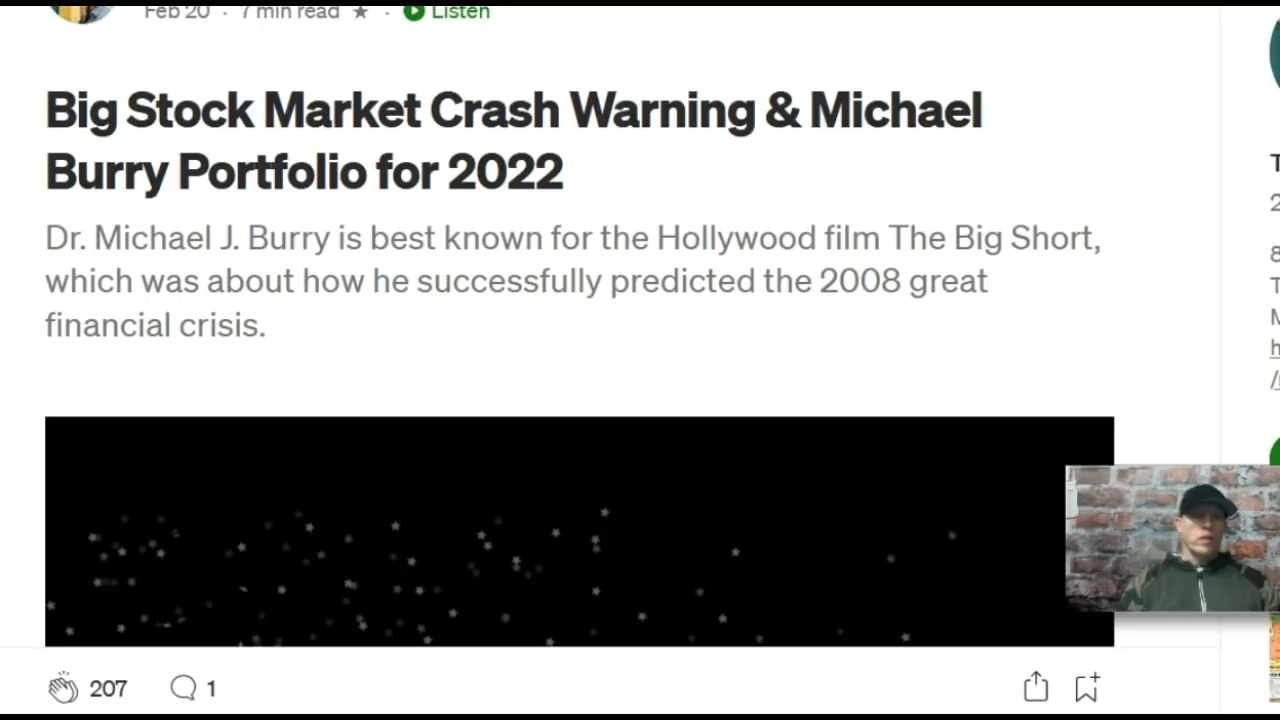 Feb 20 · 7 min read ★ · Listen
Big Stock Market Crash Warning & Michael
Burry Portfolio for 2022
Dr. Michael J. Burry is best known for the Hollywood film The Big Short,
which was about how he successfully predicted the 2008 great
financial crisis.
207
1